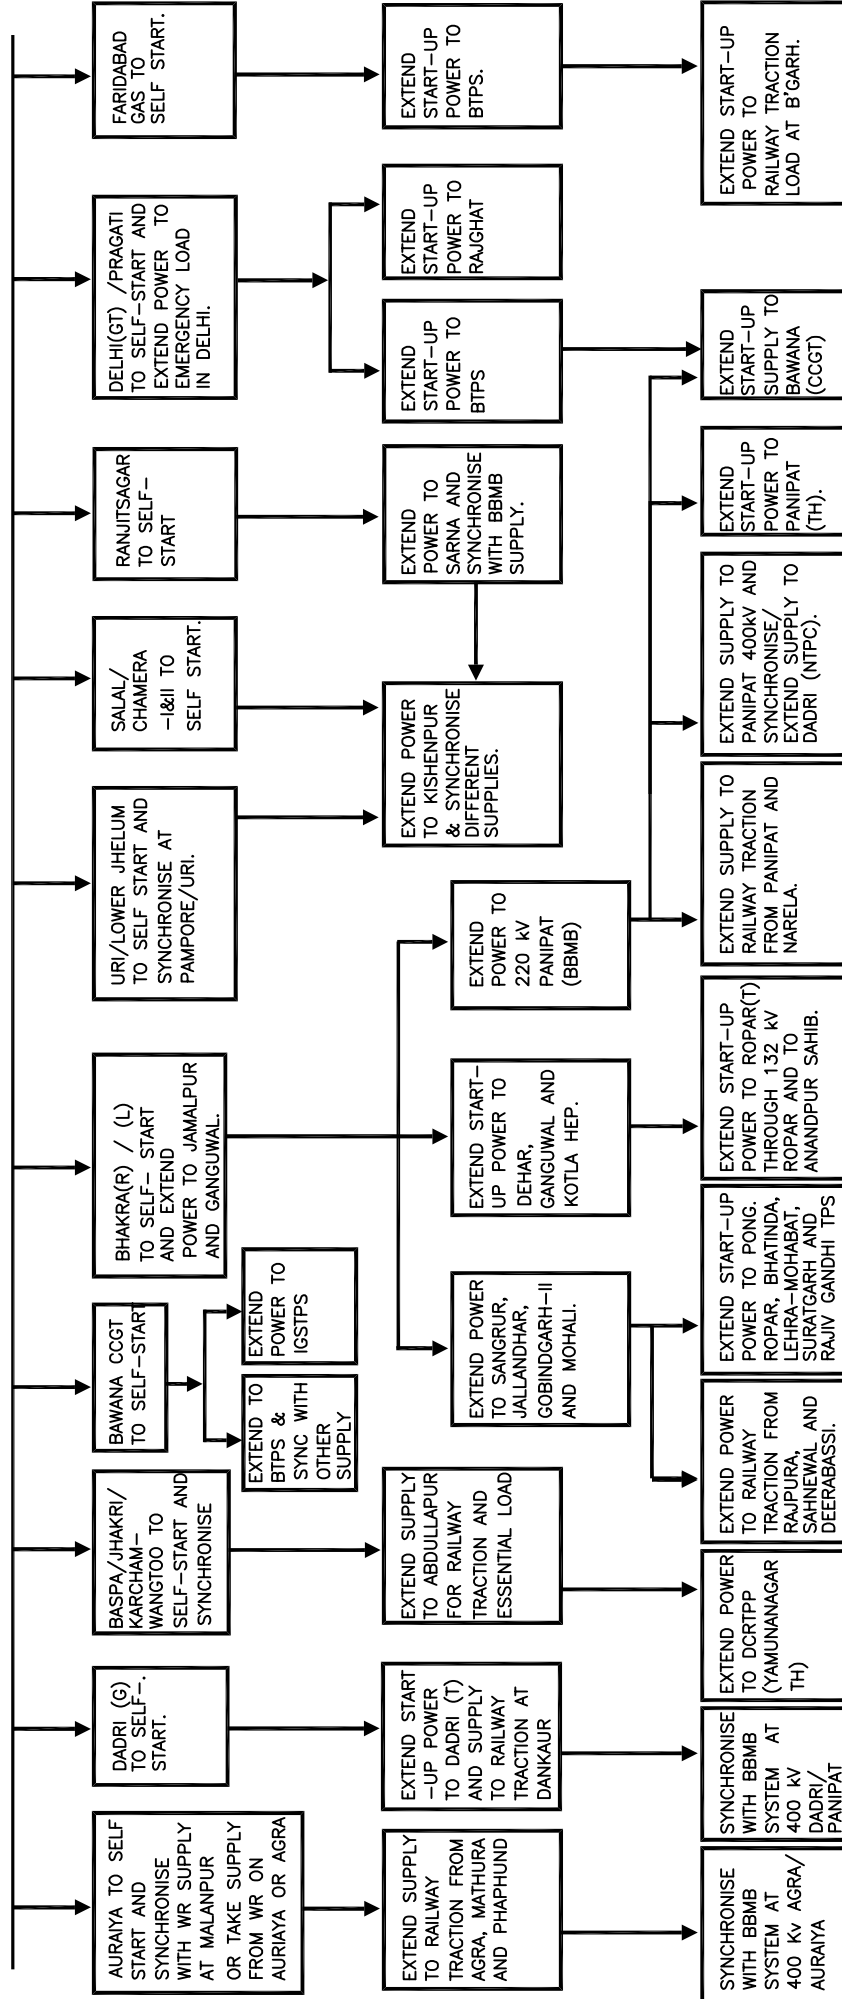 AURAIYA TO SELF
START AND
SYNCHRONISE
WITH WR SUPPLY
AT MALANPUR
OR TAKE SUPPLY
FROM WR ON
AURIAYA OR AGRA
DADRI (G)
TO SELF-.
START.
BASPA/JHAKRI/
KARCHAM-
WANGTOO TO
SELF-START AND
SYNCHRONISE
BAWANA CCGT
TO SELF-START
BHAKRA(R) / (L)
TO SELF- START
AND EXTEND
POWER TO JAMALPUR
AND GANGUWAL.
URI/LOWER JHELUM
TO SELF START AND
SYNCHRONISE AT
PAMPORE/URI.
SALAL/
CHAMERA
-I&II TO
SELF START.
RANJITSAGAR
TO SELF-
START
DELHI(GT) /PRAGATI
TO SELF-START AND
EXTEND POWER TO
EMERGENCY LOAD
IN DELHI.
FARIDABAD
GAS TO
SELF START.
EXTEND TO
BTPS &
SYNC WITH
OTHER
SUPPLY
EXTEND
POWER TO
IGSTPS
EXTEND SUPPLY
TO RAILWAY
TRACTION FROM
AGRA, MATHURA
AND PHAPHUND
EXTEND START
-UP POWER
TO DADRI (T)
AND SUPPLY
TO RAILWAY
TRACTION AT
DANKAUR
EXTEND SUPPLY
TO ABDULLAPUR
FOR RAILWAY
TRACTION AND
ESSENTIAL LOAD
EXTEND POWER
TO KISHENPUR
& SYNCHRONISE
DIFFERENT
SUPPLIES.
EXTEND
POWER TO
SARNA AND
SYNCHRONISE
WITH BBMB
SUPPLY.
EXTEND
START-UP
POWER TO
BTPS
EXTEND
START-UP
POWER TO
RAJGHAT
EXTEND
START-UP
POWER TO
BTPS.
EXTEND POWER
TO SANGRUR,
JALLANDHAR,
GOBINDGARH-II
AND MOHALI.
EXTEND START-
UP POWER TO
DEHAR,
GANGUWAL AND
KOTLA HEP.
EXTEND
POWER TO
220 kV
PANIPAT
(BBMB)
SYNCHRONISE
WITH BBMB
SYSTEM AT
400 Kv AGRA/
AURAIYA
SYNCHRONISE
WITH BBMB
SYSTEM AT
400 kV
DADRI/
PANIPAT
EXTEND POWER
TO DCRTPP
(YAMUNANAGAR
TH)
EXTEND POWER
TO RAILWAY
TRACTION FROM
RAJPURA,
SAHNEWAL AND
DEERABASSI.
EXTEND START-UP
POWER TO PONG.
ROPAR, BHATINDA,
LEHRA-MOHABAT,
SURATGARH AND
RAJIV GANDHI TPS
EXTEND START-UP
POWER TO ROPAR(T)
THROUGH 132 kV
ROPAR AND TO
ANANDPUR SAHIB.
EXTEND SUPPLY TO
RAILWAY TRACTION
FROM PANIPAT AND
NARELA.
EXTEND SUPPLY TO
PANIPAT 400kV AND
SYNCHRONISE/
EXTEND SUPPLY TO
DADRI (NTPC).
EXTEND
START-UP
POWER TO
PANIPAT
(TH).
EXTEND
START-UP
SUPPLY TO
BAWANA
(CCGT)
EXTEND START-UP
POWER TO
RAILWAY TRACTION
LOAD AT B'GARH.